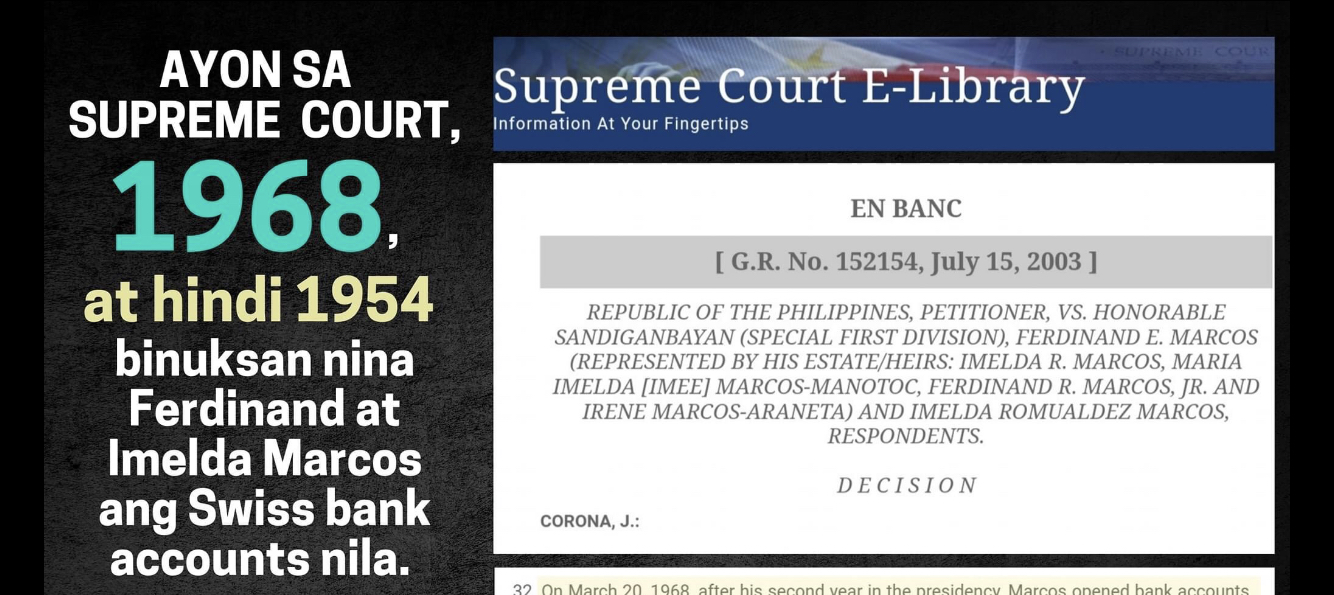 AYON SA
SUPREME COURT,
1968,
at hindi 1954
binuksan nina
Ferdinand at
Imelda Marcos
ang Swiss bank
accounts nila.
SUPREME COUR
Supreme Court E-Library
Information At Your Fingertips
EN BANC
[ G.R. No. 152154, July 15, 2003 ]
REPUBLIC OF THE PHILIPPINES, PETITIONER, VS. HONORABLE
SANDIGANBAYAN (SPECIAL FIRST DIVISION), FERDINAND E. MARCOS
(REPRESENTED BY HIS ESTATE/HEIRS: IMELDA R. MARCOS, MARIA
IMELDA [IMEE] MARCOS-MANOTOC, FERDINAND R. MARCOS, JR. AND
IRENE MARCOS-ARANETA) AND IMELDA ROMUALDEZ MARCOS,
RESPONDENTS.
D E C I S I O N
CORONA, J.:
32. On March 20, 1968, after his second year in the presidency, Marcos opened bank accounts